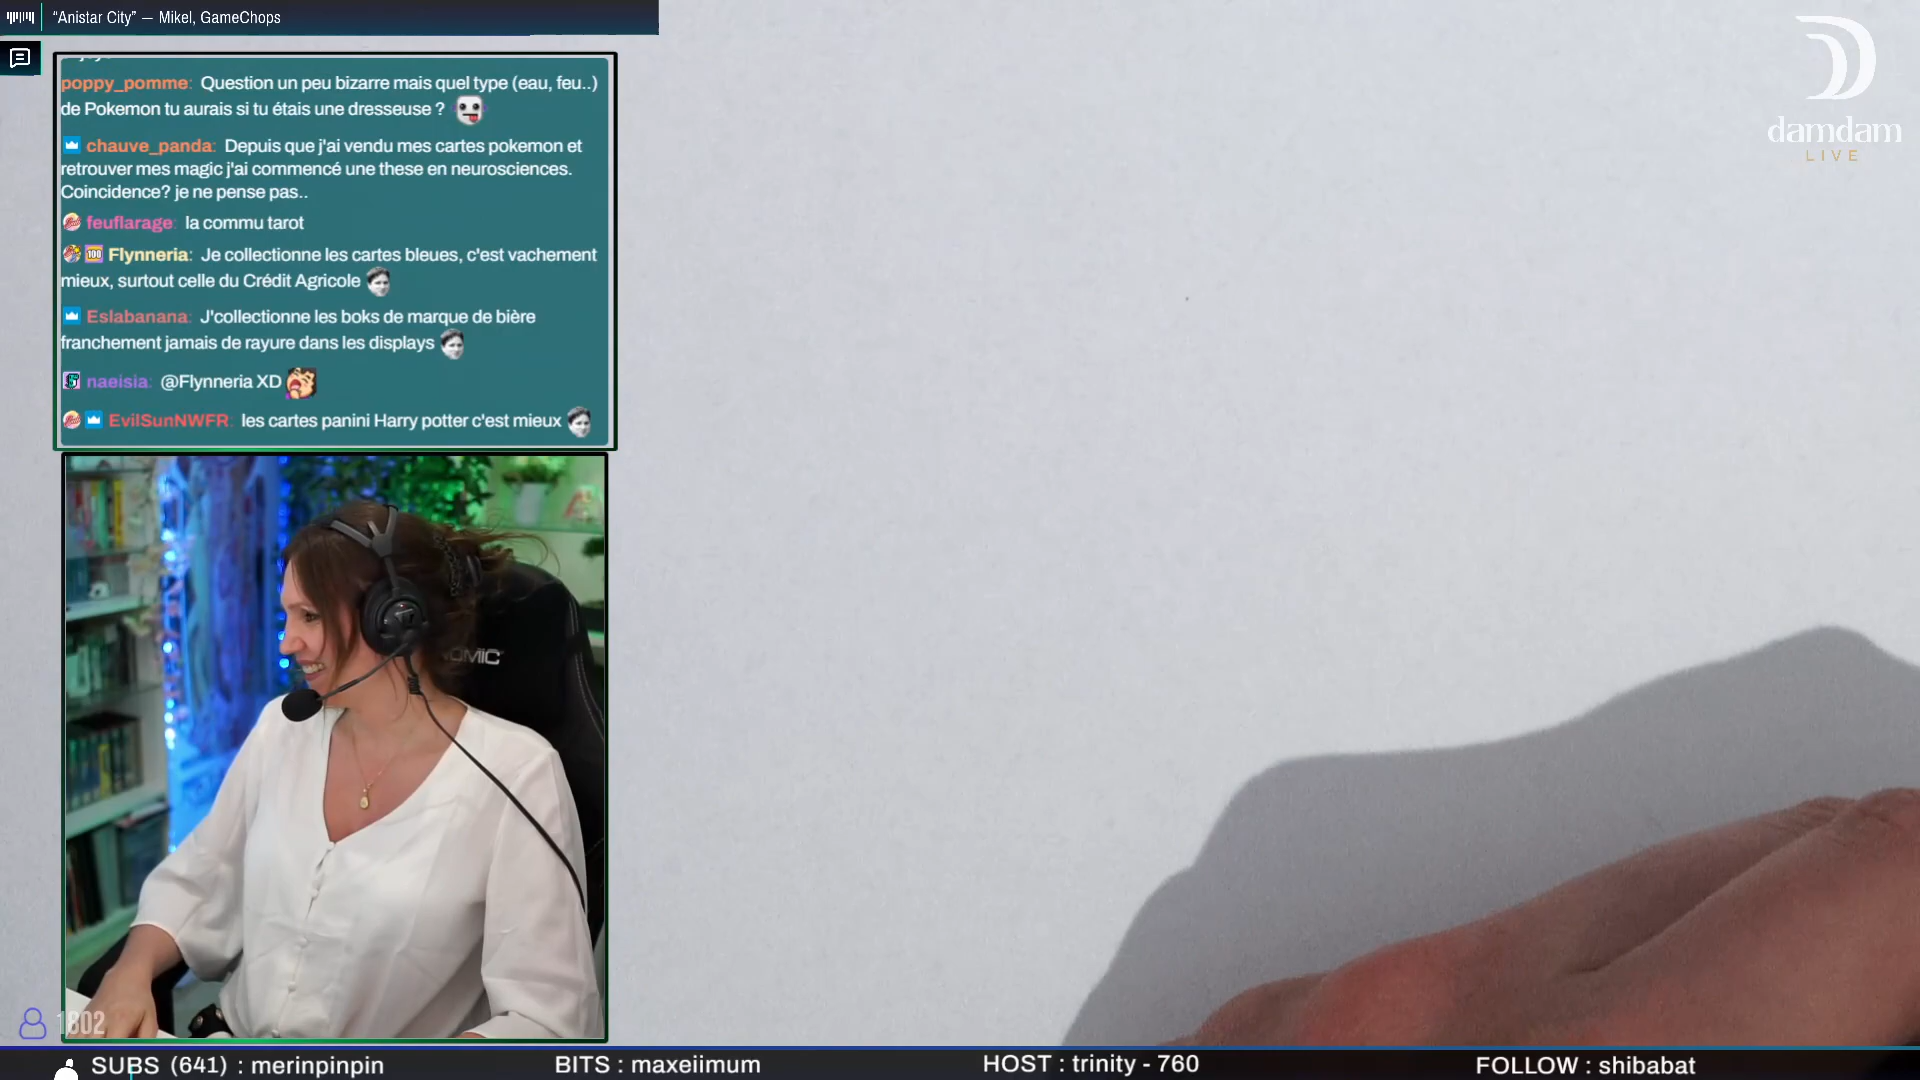 “Anistar City” — Mikel, GameChops
poppy_pomme: Question un peu bizarre mais quel type (eau, feu..)
de Pokemon tu aurais si tu étais une dresseuse ?
chauve_panda: Depuis que j'ai vendu mes cartes pokemon et
retrouver mes magic j'ai commencé une these en neurosciences.
Coincidence? je ne pense pas..
feuflarage: la commu tarot
100 Flynneria: Je collectionne les cartes bleues, c'est vachement
mieux, surtout celle du Crédit Agricole
Eslabanana: J'collectionne les boks de marque de bière
franchement jamais de rayure dans les displays
naeisia: @Flynneria XD
EvilSunNWFR: les cartes panini Harry potter c'est mieux
damdam
LIVE
1802
SUBS (641) : merinpinpin
BITS : maxeiimum
HOST : trinity - 760
FOLLOW : shibabat